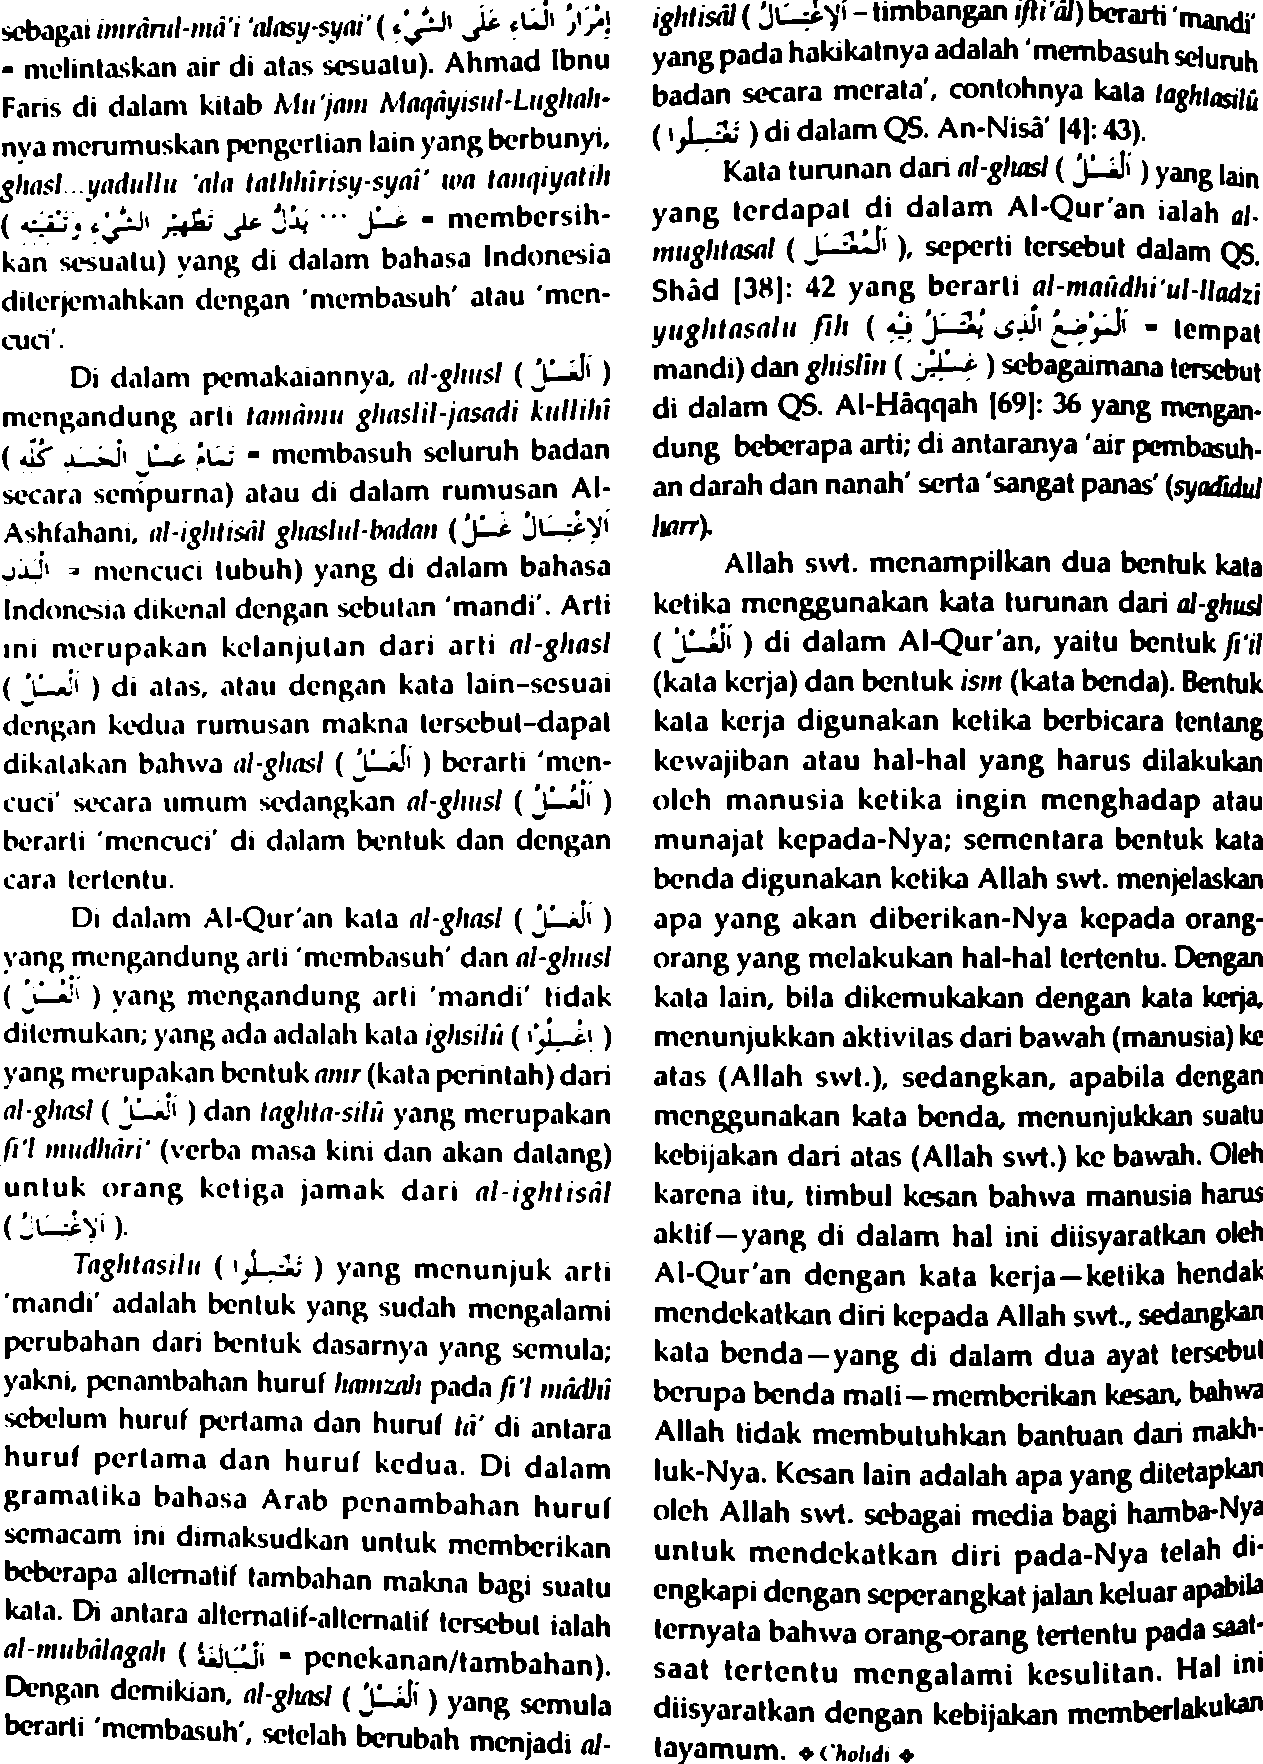 sebagai imrârul-mâ'i 'alasy-syai' ( إِمْرَارُ الْمَاءِ عَلَى الشَّيْءِ
= melintaskan air di atas sesuatu). Ahmad Ibnu
Faris di dalam kitab Mu'jam Maqâyisul-Lughah-
nya merumuskan pengertian lain yang berbunyi,
ghasl...yadullu 'ala tathhîrisy-syai' wa tanqiyatih
( غسل ... يَدُلُّ على تَطْهِيْرِ الشَّيْءِ وَتَنْقِيَتِهِ = membersih-
kan sesuatu) yang di dalam bahasa Indonesia
diterjemahkan dengan 'membasuh' atau 'men-
cuci'.
Di dalam pemakaiannya, al-ghusl ( اَلْغُسْلُ )
mengandung arti tamâmu ghaslil-jasadi kullihî
( تَمَامُ غَسْلِ الْجَسَدِ كُلِّهِ = membasuh seluruh badan
secara sempurna) atau di dalam rumusan Al-
Ashfahani, al-ightisâl ghaslul-badan ( اَلإِغْتِسَالُ غَسْلُ
الْبَدَنِ = mencuci tubuh) yang di dalam bahasa
Indonesia dikenal dengan sebutan 'mandi'. Arti
ini merupakan kelanjutan dari arti al-ghasl
( اَلْغَسْلُ ) di atas, atau dengan kata lain–sesuai
dengan kedua rumusan makna tersebut–dapat
dikatakan bahwa al-ghasl ( اَلْغَسْلُ ) berarti 'men-
cuci' secara umum sedangkan al-ghusl ( اَلْغُسْلُ )
berarti 'mencuci' di dalam bentuk dan dengan
cara tertentu.
Di dalam Al-Qur'an kata al-ghasl ( اَلْغَسْلُ )
yang mengandung arti 'membasuh' dan al-ghusl
( اَلْغُسْلُ ) yang mengandung arti 'mandi' tidak
ditemukan; yang ada adalah kata ighsilû ( اِغْسِلُوْا )
yang merupakan bentuk amr (kata perintah) dari
al-ghasl ( اَلْغَسْلُ ) dan taghta-silû yang merupakan
fi'l mudhâri' (verba masa kini dan akan datang)
untuk orang ketiga jamak dari al-ightisâl
( اَلإِغْتِسَالُ ).
Taghtasilu ( تَغْتَسِلُوْا ) yang menunjuk arti
'mandi' adalah bentuk yang sudah mengalami
perubahan dari bentuk dasarnya yang semula;
yakni, penambahan huruf hamzah pada fi'l mâdhî
sebelum huruf pertama dan huruf tâ' di antara
huruf pertama dan huruf kedua. Di dalam
gramatika bahasa Arab penambahan huruf
semacam ini dimaksudkan untuk memberikan
beberapa alternatif tambahan makna bagi suatu
kata. Di antara alternatif-alternatif tersebut ialah
al-mubâlagah ( اَلْمُبَالَغَةُ = penekanan/tambahan).
Dengan demikian, al-ghasl ( اَلْغَسْلُ ) yang semula
berarti 'membasuh', setelah berubah menjadi al-
ightisâl ( اَلإِغْتِسَالُ – timbangan ifti'âl) berarti 'mandi'
yang pada hakikatnya adalah 'membasuh seluruh
badan secara merata', contohnya kata taghtasilû
( تَغْتَسِلُوْا ) di dalam QS. An-Nisâ' [4]: 43).
Kata turunan dari al-ghasl ( اَلْغَسْلُ ) yang lain
yang terdapat di dalam Al-Qur'an ialah al-
mughtasal ( اَلْمُغْتَسَلُ ), seperti tersebut dalam QS.
Shâd [38]: 42 yang berarti al-maûdhi'ul-lladzi
yughtasalu fîh ( اَلْمَوْضِعُ الَّذِى يُغْتَسَلُ فِيْهِ = tempat
mandi) dan ghislîn ( غِسْلِيْن ) sebagaimana tersebut
di dalam QS. Al-Hâqqah [69]: 36 yang mengan-
dung beberapa arti; di antaranya 'air pembasuh-
an darah dan nanah' serta 'sangat panas' (syadîdul
harr).
Allah swt. menampilkan dua bentuk kata
ketika menggunakan kata turunan dari al-ghusl
( اَلْغُسْلُ ) di dalam Al-Qur'an, yaitu bentuk fi'il
(kata kerja) dan bentuk ism (kata benda). Bentuk
kata kerja digunakan ketika berbicara tentang
kewajiban atau hal-hal yang harus dilakukan
oleh manusia ketika ingin menghadap atau
munajat kepada-Nya; sementara bentuk kata
benda digunakan ketika Allah swt. menjelaskan
apa yang akan diberikan-Nya kepada orang-
orang yang melakukan hal-hal tertentu. Dengan
kata lain, bila dikemukakan dengan kata kerja,
menunjukkan aktivitas dari bawah (manusia) ke
atas (Allah swt.), sedangkan, apabila dengan
menggunakan kata benda, menunjukkan suatu
kebijakan dari atas (Allah swt.) ke bawah. Oleh
karena itu, timbul kesan bahwa manusia harus
aktif—yang di dalam hal ini diisyaratkan oleh
Al-Qur'an dengan kata kerja—ketika hendak
mendekatkan diri kepada Allah swt., sedangkan
kata benda—yang di dalam dua ayat tersebut
berupa benda mati—memberikan kesan, bahwa
Allah tidak membutuhkan bantuan dari makh-
luk-Nya. Kesan lain adalah apa yang ditetapkan
oleh Allah swt. sebagai media bagi hamba-Nya
untuk mendekatkan diri pada-Nya telah di-
engkapi dengan seperangkat jalan keluar apabila
ternyata bahwa orang-orang tertentu pada saat-
saat tertentu mengalami kesulitan. Hal ini
diisyaratkan dengan kebijakan memberlakukan
tayamum. ❖ Cholidi ❖